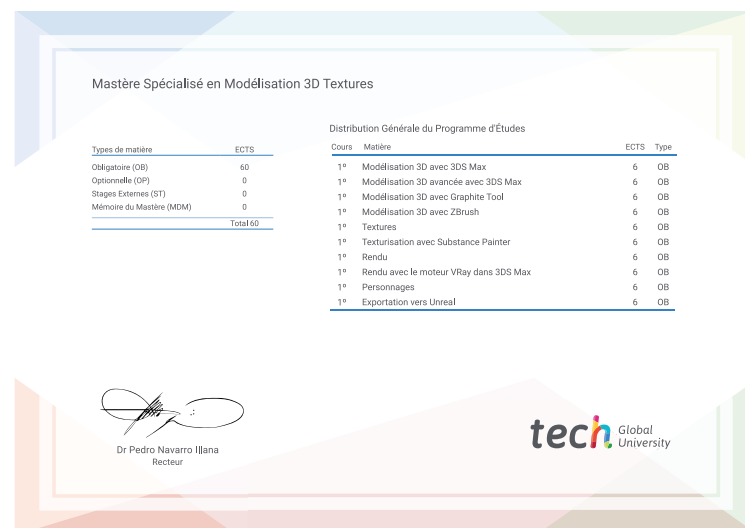 Mastère Spécialisé en Modélisation 3D Textures
Types de matière ECTS
Obligatoire (OB) 60
Optionnelle (OP) 0
Stages Externes (ST) 0
Mémoire du Mastère (MDM) 0
Total 60
Distribution Générale du Programme d'Études
Cours Matière ECTS Type
1º Modélisation 3D avec 3DS Max 6 OB
1º Modélisation 3D avancée avec 3DS Max 6 OB
1º Modélisation 3D avec Graphite Tool 6 OB
1º Modélisation 3D avec ZBrush 6 OB
1º Textures 6 OB
1º Texturisation avec Substance Painter 6 OB
1º Rendu 6 OB
1º Rendu avec le moteur VRay dans 3DS Max 6 OB
1º Personnages 6 OB
1º Exportation vers Unreal 6 OB
Dr Pedro Navarro Illana
Recteur
tech Global
University